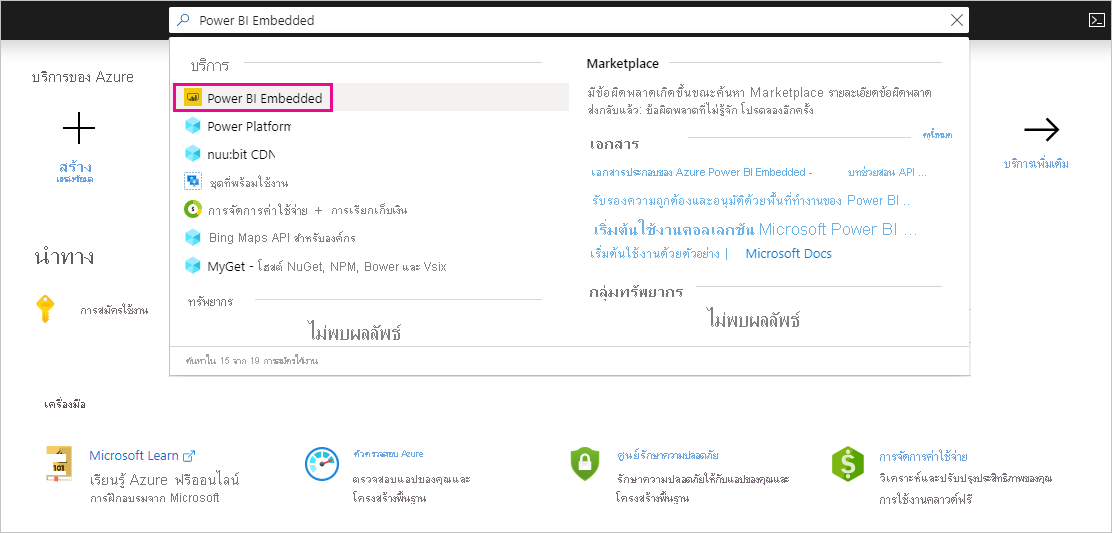 Power BI Embedded
บริการของ Azure
สร้าง
บริการ
Power BI Embedded
Power Platform
nuu:bit CDN
ชุดที่พร้อมใช้งาน
การจัดการค่าใช้จ่าย + การเรียกเก็บเงิน
Bing Maps API สำหรับองค์กร
MyGet - โฮสต์ NuGet, NPM, Bower และ Vsix
ทรัพยากร
ไม่พบผลลัพธ์
ค้นหาใน 15 จาก 19 การสมัครใช้งาน
Marketplace
มีข้อผิดพลาดเกิดขึ้นขณะค้นหา Marketplace รายละเอียดข้อผิดพลาด
ส่งกลับแล้ว: ข้อผิดพลาดที่ไม่รู้จัก โปรดลองอีกครั้ง
เอกสาร
ดูทั้งหมด
เอกสารประกอบของ Azure Power BI Embedded - บทช่วยสอน API ...
รับรองความถูกต้องและอนุมัติด้วยพื้นที่ทำงานของ Power BI ..
เริ่มต้นใช้งานคอลเลกชัน Microsoft Power BI ...
เริ่มต้นใช้งานด้วยตัวอย่าง | Microsoft Docs
กลุ่มทรัพยากร
ไม่พบผลลัพธ์
บริการเพิ่มเติม
นำทาง
การสมัครใช้งาน
เครื่องมือ
Microsoft Learn
เรียนรู้ Azure ฟรีออนไลน์
การฝึกอบรมจาก Microsoft
ตัวตรวจสอบ Azure
ตรวจสอบแอปของคุณและ
โครงสร้างพื้นฐาน
ศูนย์รักษาความปลอดภัย
รักษาความปลอดภัยให้กับแอปของคุณและ
โครงสร้างพื้นฐาน
การจัดการค่าใช้จ่าย
วิเคราะห์และปรับปรุงประสิทธิภาพของคุณ
การใช้งานคลาวด์ฟรี